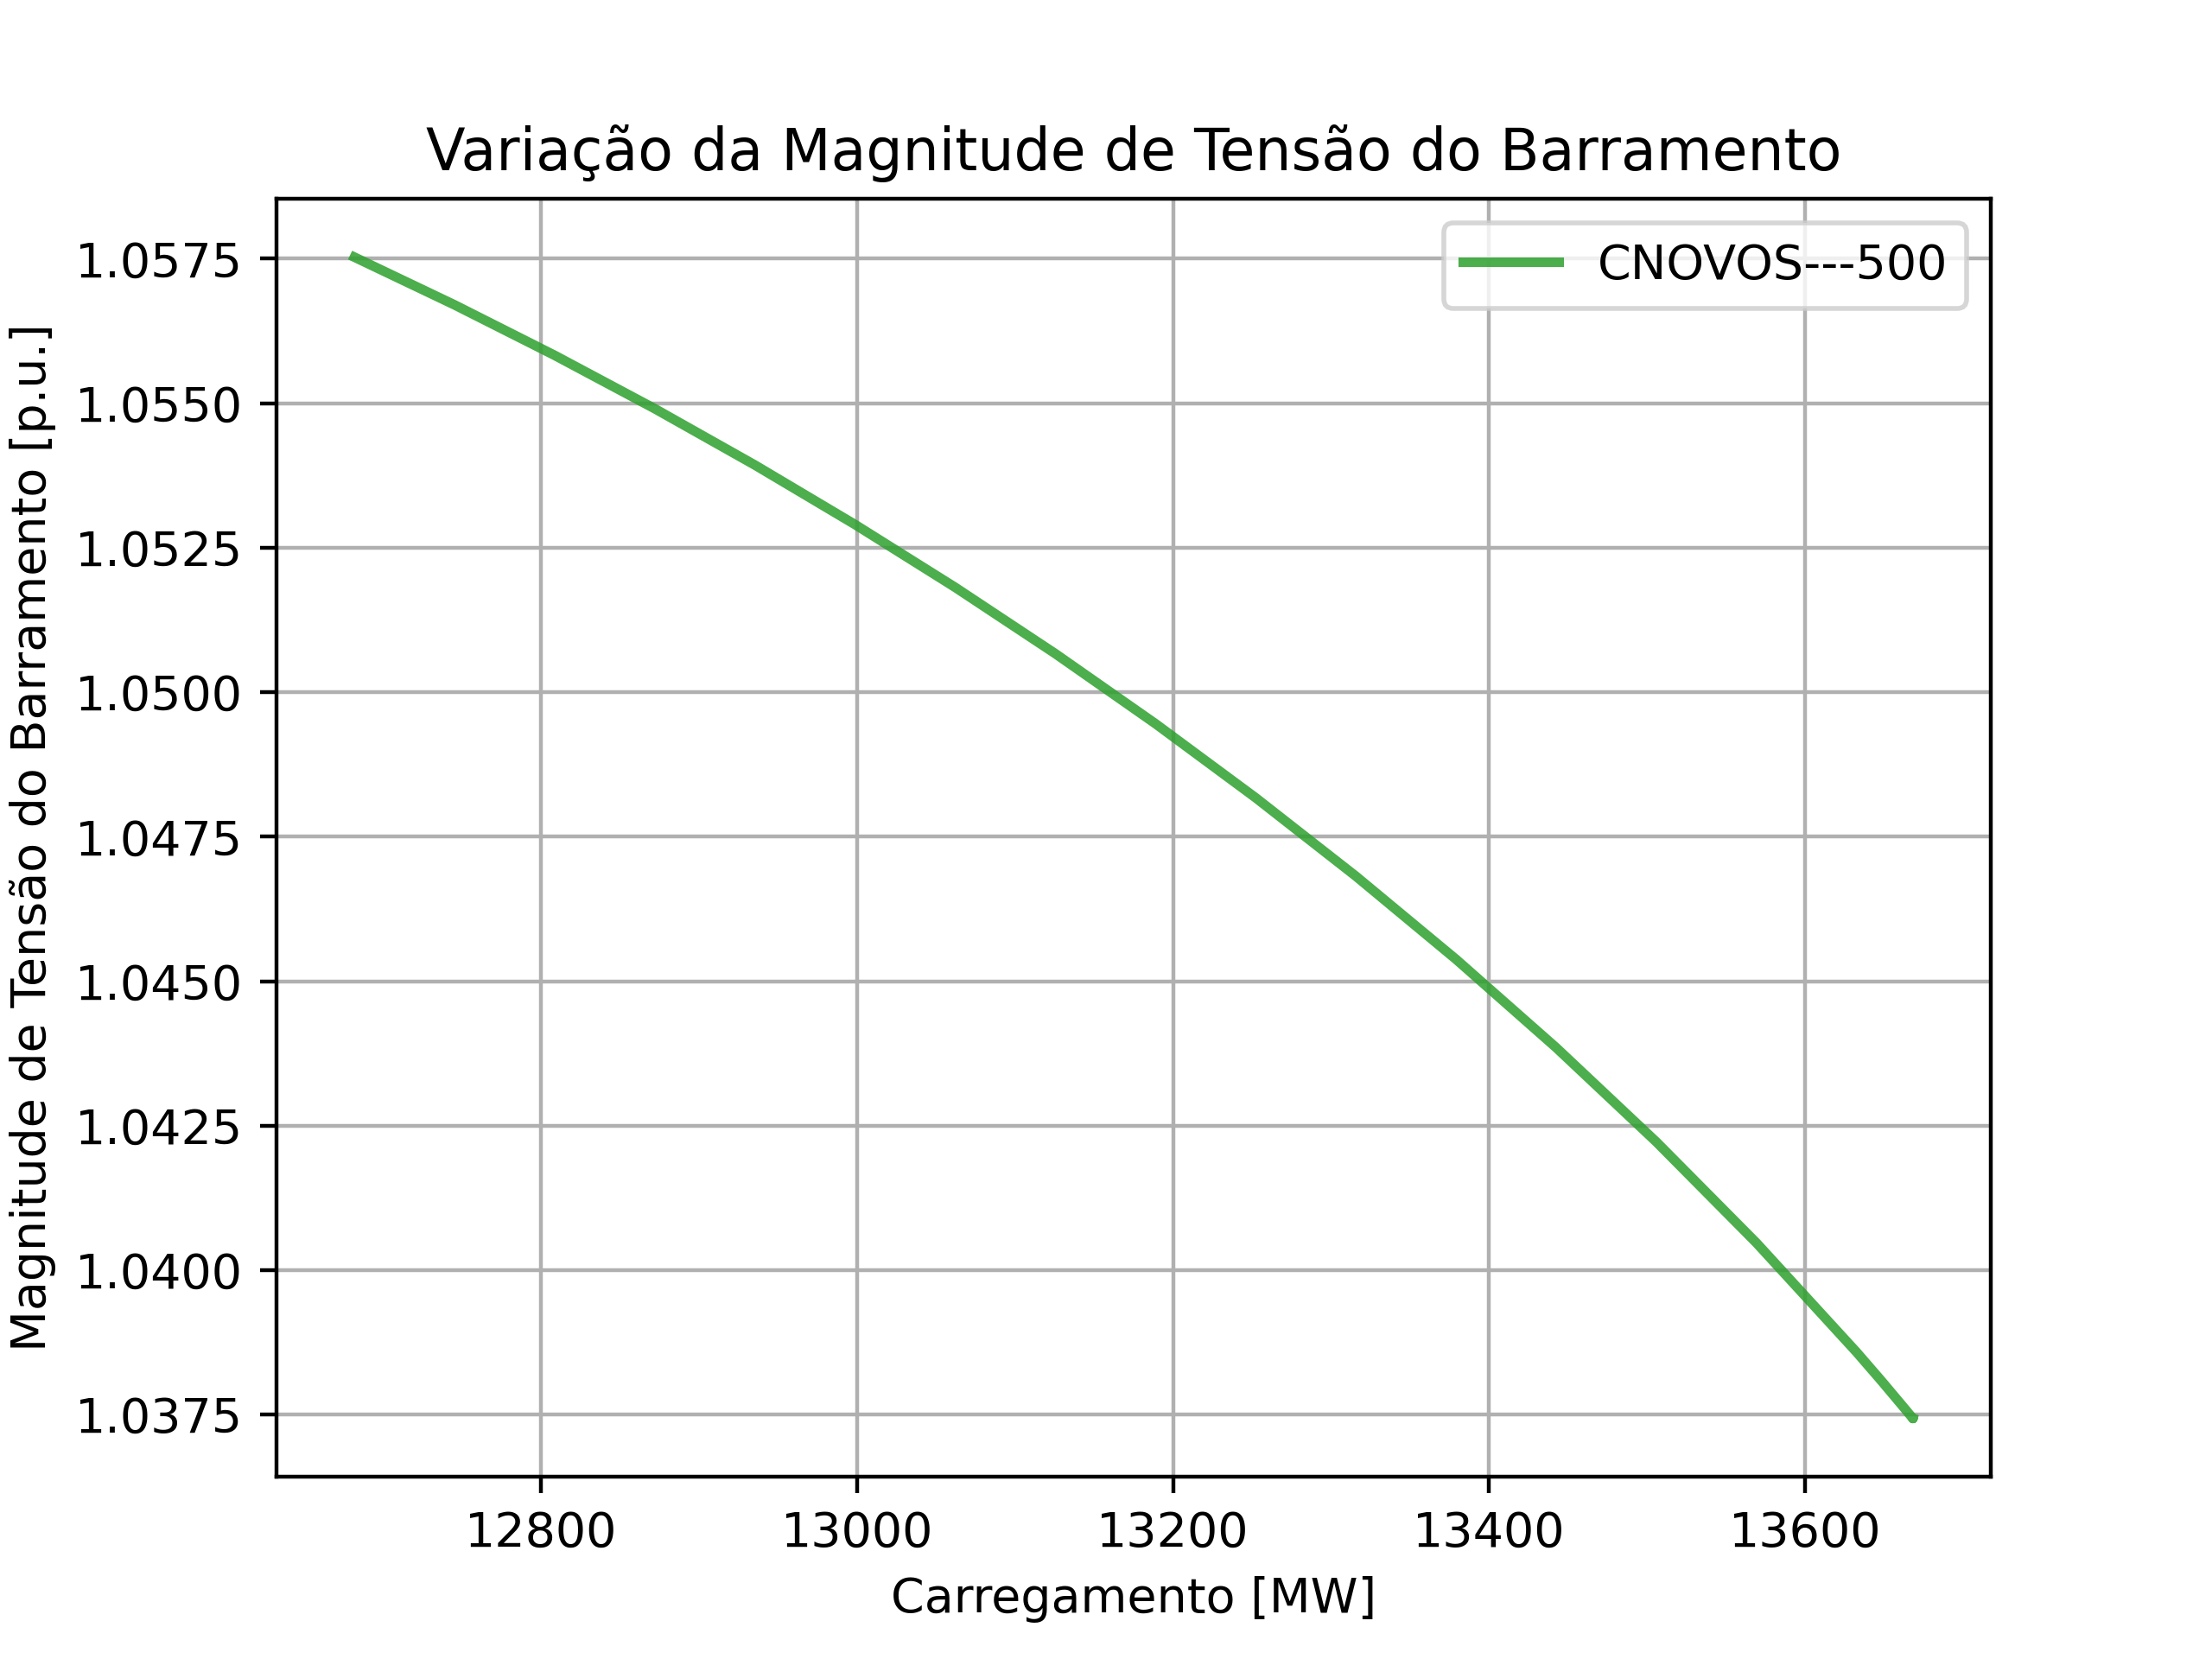 Variação da Magnitude de Tensão do Barramento
CNOVOS---500
Magnitude de Tensão do Barramento [p.u.]
1.0575
1.0550
1.0525
1.0500
1.0475
1.0450
1.0425
1.0400
1.0375
12800 13000 13200 13400 13600
Carregamento [MW]